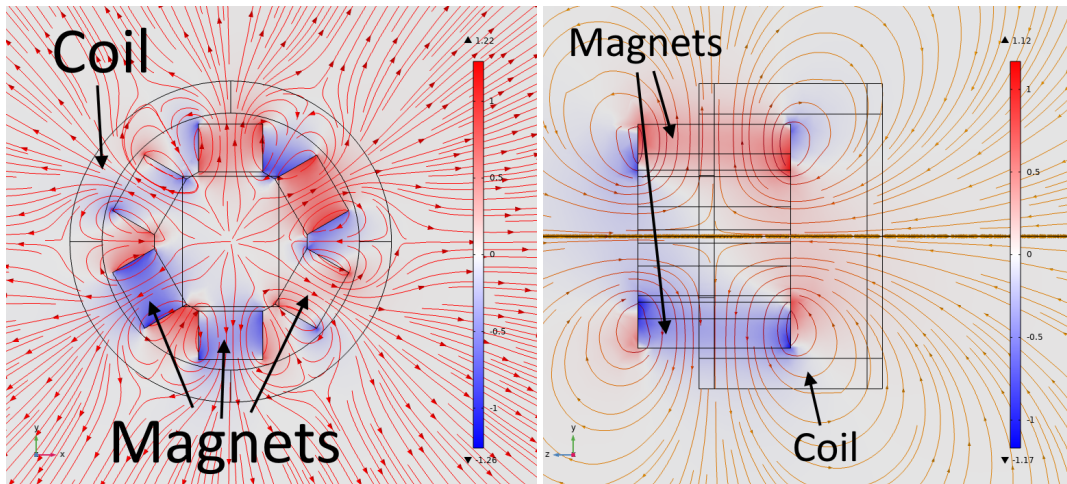 Coil
▲ 1.22
1
0.5
0
-0.5
-1
▼ -1.26
Magnets
y
z
x
Magnets
▲ 1.12
1
0.5
0
-0.5
-1
▼ -1.17
Coil
y
z
x